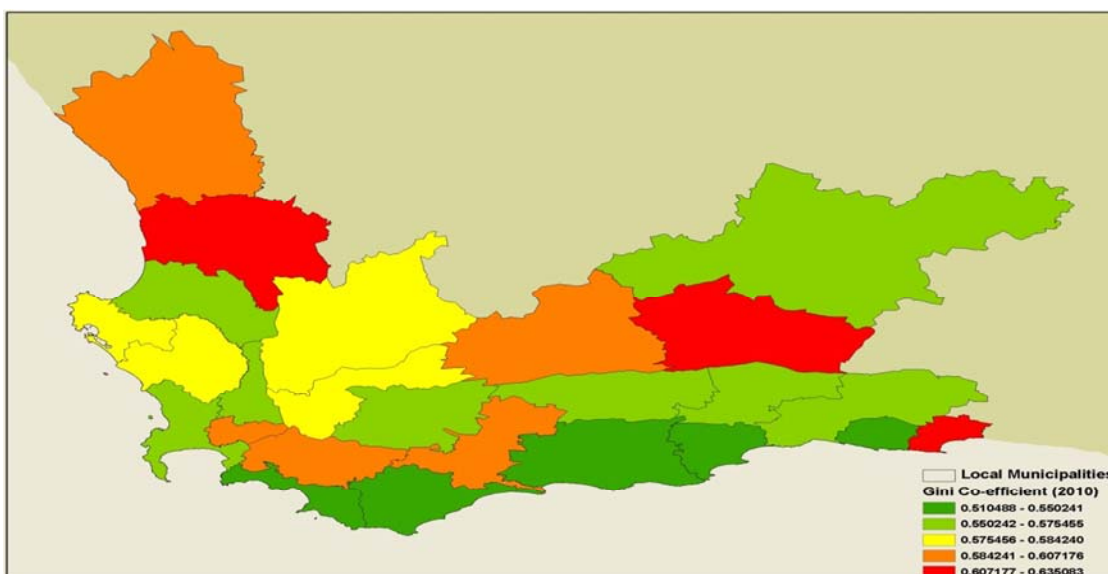 Local Municipalities
Gini Co-efficient (2010)
0.510488 - 0.550241
0.550242 - 0.575455
0.575456 - 0.584240
0.584241 - 0.607176
0.607177 - 0.635083